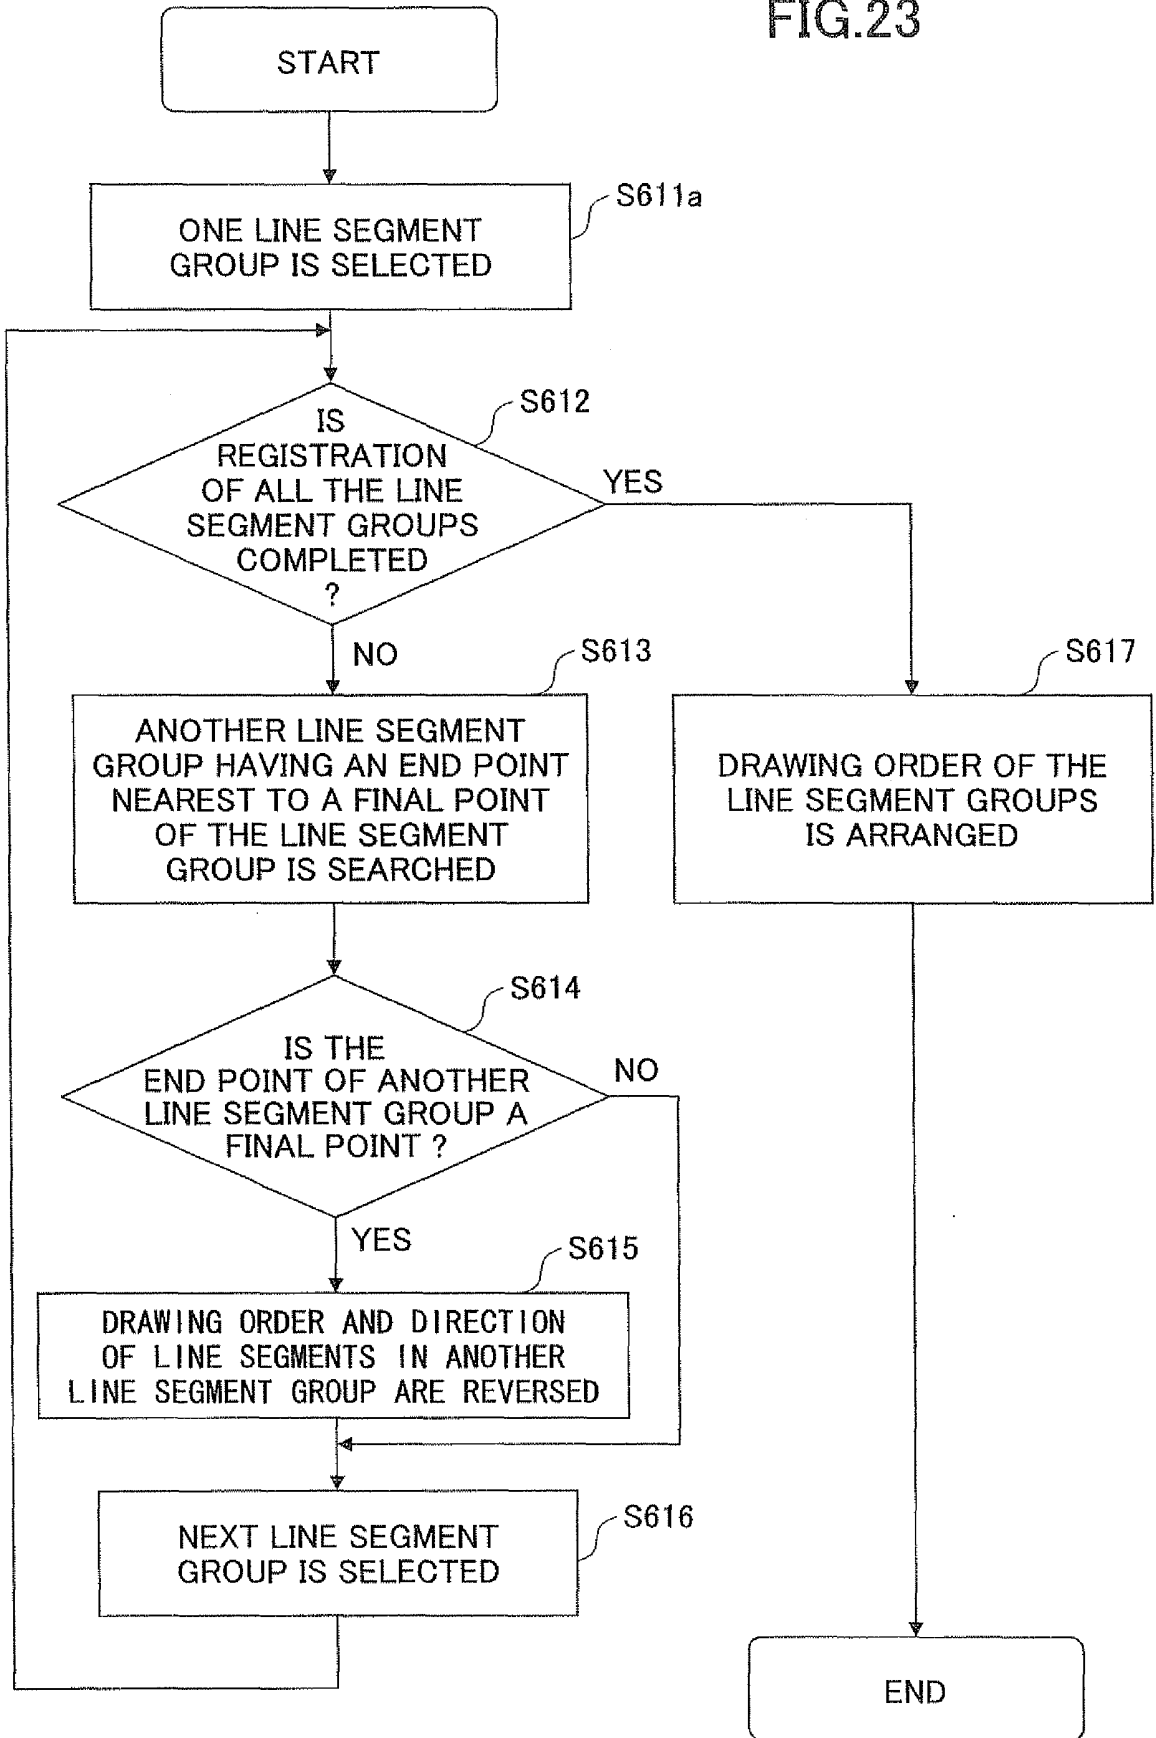 FIG.23
START
S611a
ONE LINE SEGMENT
GROUP IS SELECTED
S612
IS
REGISTRATION
OF ALL THE LINE
SEGMENT GROUPS
COMPLETED
?
YES
NO
S613
ANOTHER LINE SEGMENT
GROUP HAVING AN END POINT
NEAREST TO A FINAL POINT
OF THE LINE SEGMENT
GROUP IS SEARCHED
S617
DRAWING ORDER OF THE
LINE SEGMENT GROUPS
IS ARRANGED
S614
IS THE
END POINT OF ANOTHER
LINE SEGMENT GROUP A
FINAL POINT ?
NO
YES
S615
DRAWING ORDER AND DIRECTION
OF LINE SEGMENTS IN ANOTHER
LINE SEGMENT GROUP ARE REVERSED
S616
NEXT LINE SEGMENT
GROUP IS SELECTED
END